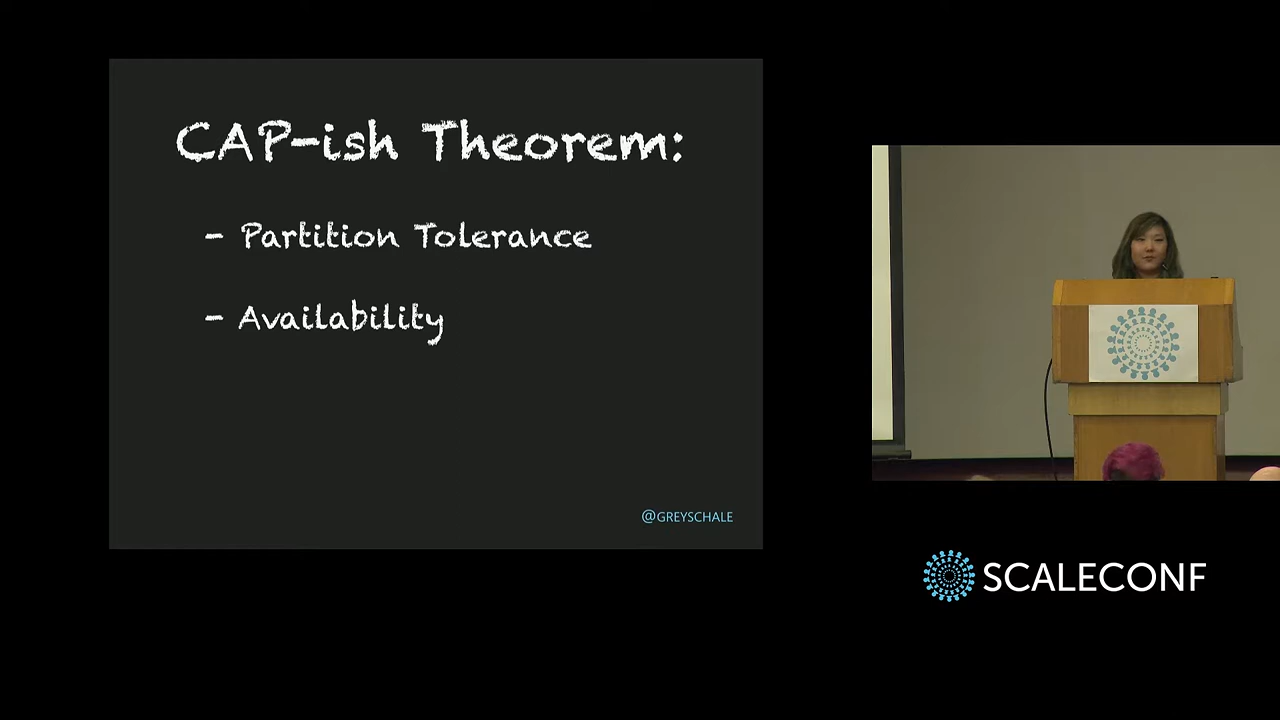 CAP-ish Theorem:
- Partition Tolerance
- Availability
@GREYSCHALE
SCALECONF